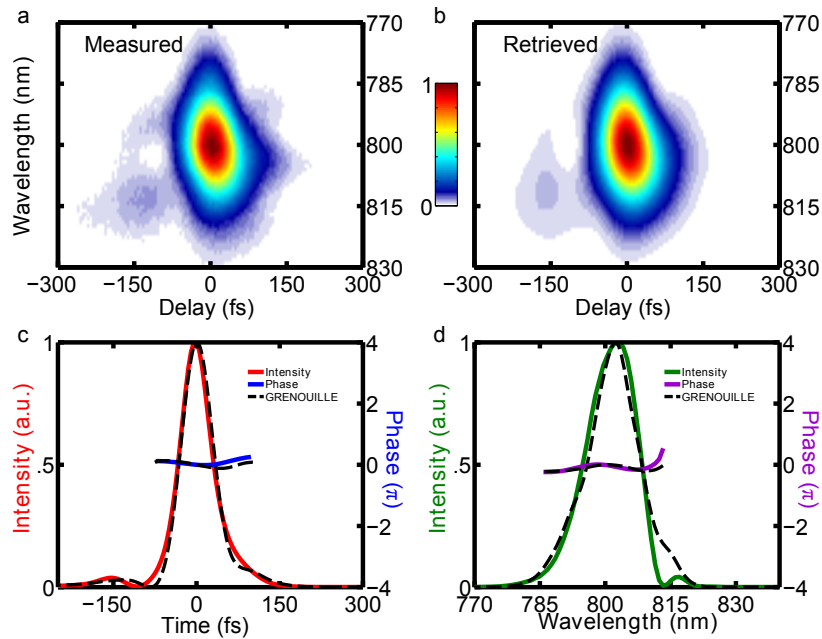 a
Measured
b
Retrieved
770
785
800
815
830
770
785
800
815
830
Wavelength (nm)
1
0
−300
−150
0
150
300
−300
−150
0
150
300
Delay (fs)
Delay (fs)
c
Intensity
Phase
GRENOUILLE
1
.5
0
4
2
0
−2
−4
Intensity (a.u.)
Phase (π)
−150
0
150
300
Time (fs)
d
Intensity
Phase
GRENOUILLE
1
.5
0
4
2
0
−2
−4
Intensity (a.u.)
Phase (π)
770
785
800
815
830
Wavelength (nm)